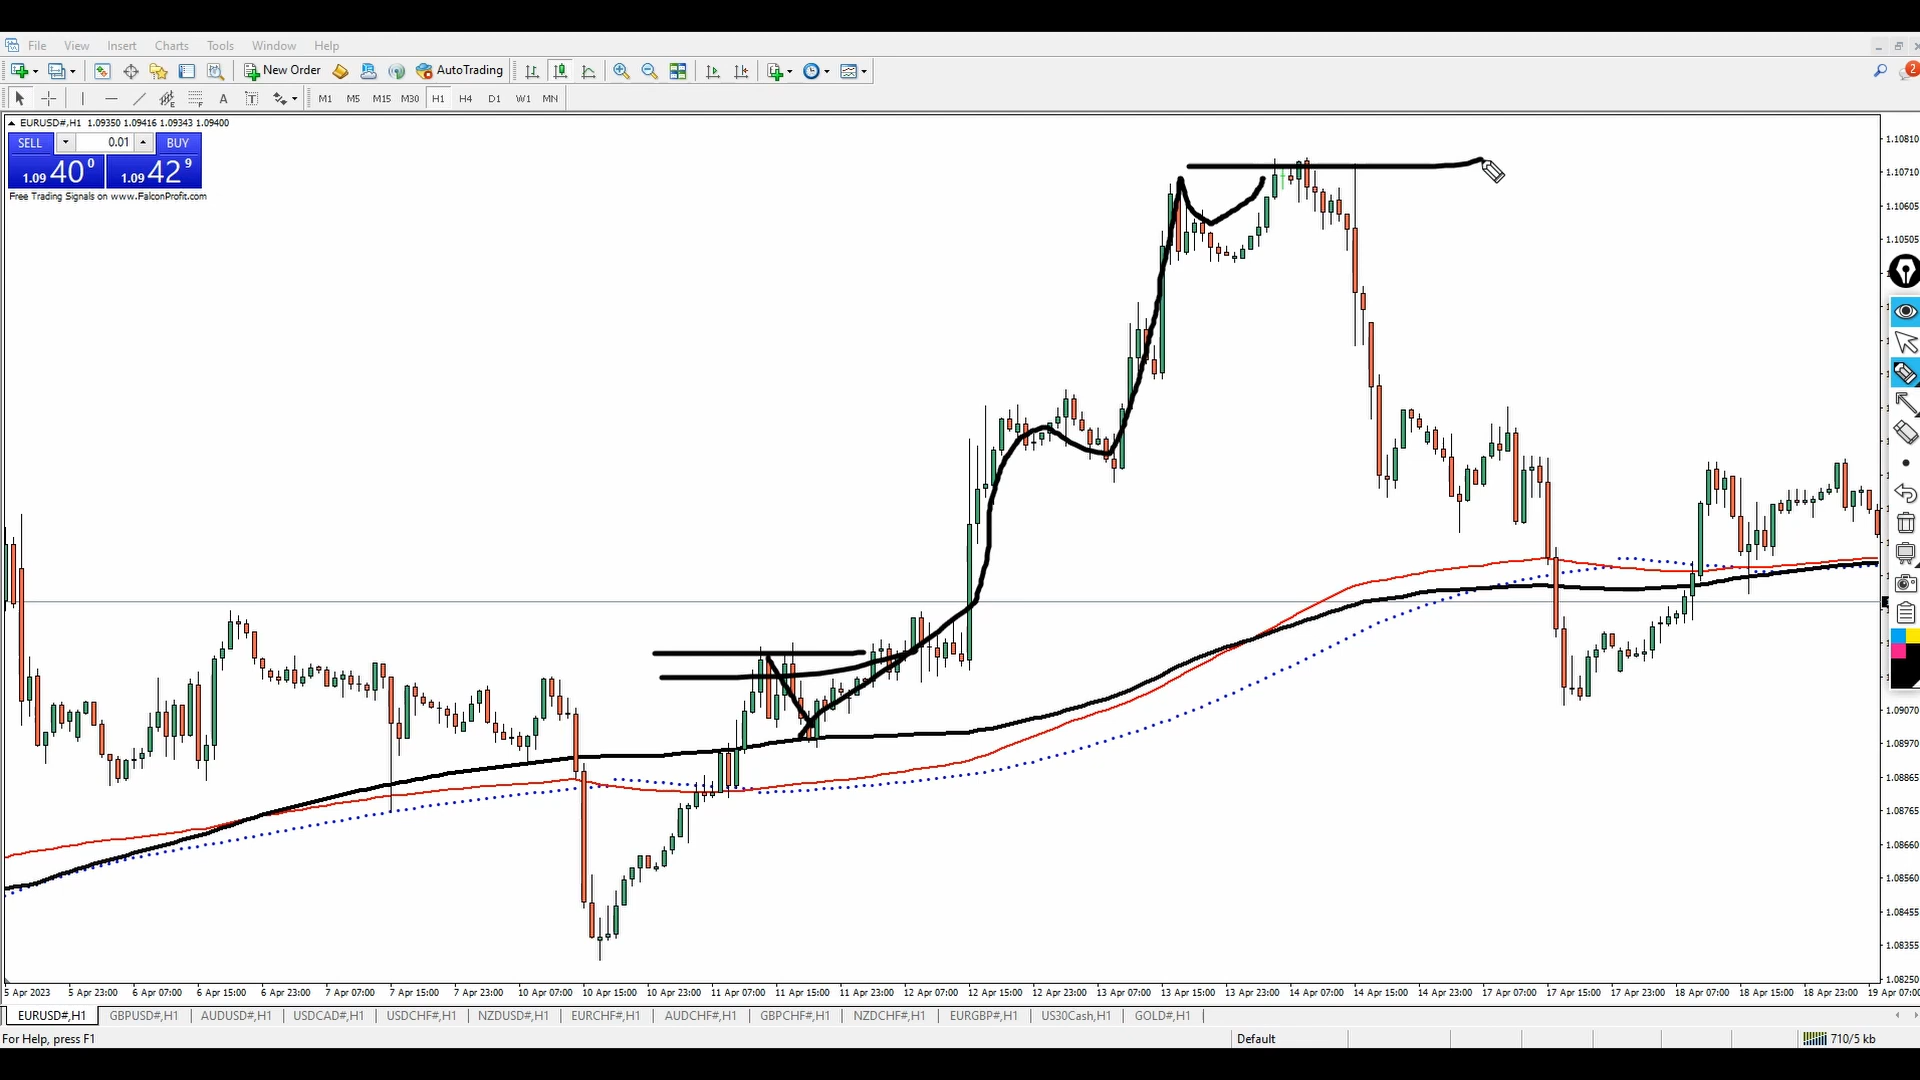 File View Insert Charts Tools Window Help
New Order AutoTrading
2
A T M1 M5 M15 M30 H1 H4 D1 W1 MN
EURUSD#,H1 1.09350 1.09416 1.09343 1.09400
SELL 0.01 BUY
1.09 40 0 1.09 42 9
Free Trading Signals on www.FalconProfit.com
1.10810
1.10710
1.10605
1.10505
1.09070
1.08970
1.08865
1.08765
1.08660
1.08560
1.08455
1.08355
1.08250
5 Apr 2023 5 Apr 23:00 6 Apr 07:00 6 Apr 15:00 6 Apr 23:00 7 Apr 07:00 7 Apr 15:00 7 Apr 23:00 10 Apr 07:00 10 Apr 15:00 10 Apr 23:00 11 Apr 07:00 11 Apr 15:00 11 Apr 23:00 12 Apr 07:00 12 Apr 15:00 12 Apr 23:00 13 Apr 07:00 13 Apr 15:00 13 Apr 23:00 14 Apr 07:00 14 Apr 15:00 14 Apr 23:00 17 Apr 07:00 17 Apr 15:00 17 Apr 23:00 18 Apr 07:00 18 Apr 15:00 18 Apr 23:00 19 Apr 07:00
EURUSD#,H1 GBPUSD#,H1 AUDUSD#,H1 USDCAD#,H1 USDCHF#,H1 NZDUSD#,H1 EURCHF#,H1 AUDCHF#,H1 GBPCHF#,H1 NZDCHF#,H1 EURGBP#,H1 US30Cash,H1 GOLD#,H1
For Help, press F1 Default 710/5 kb